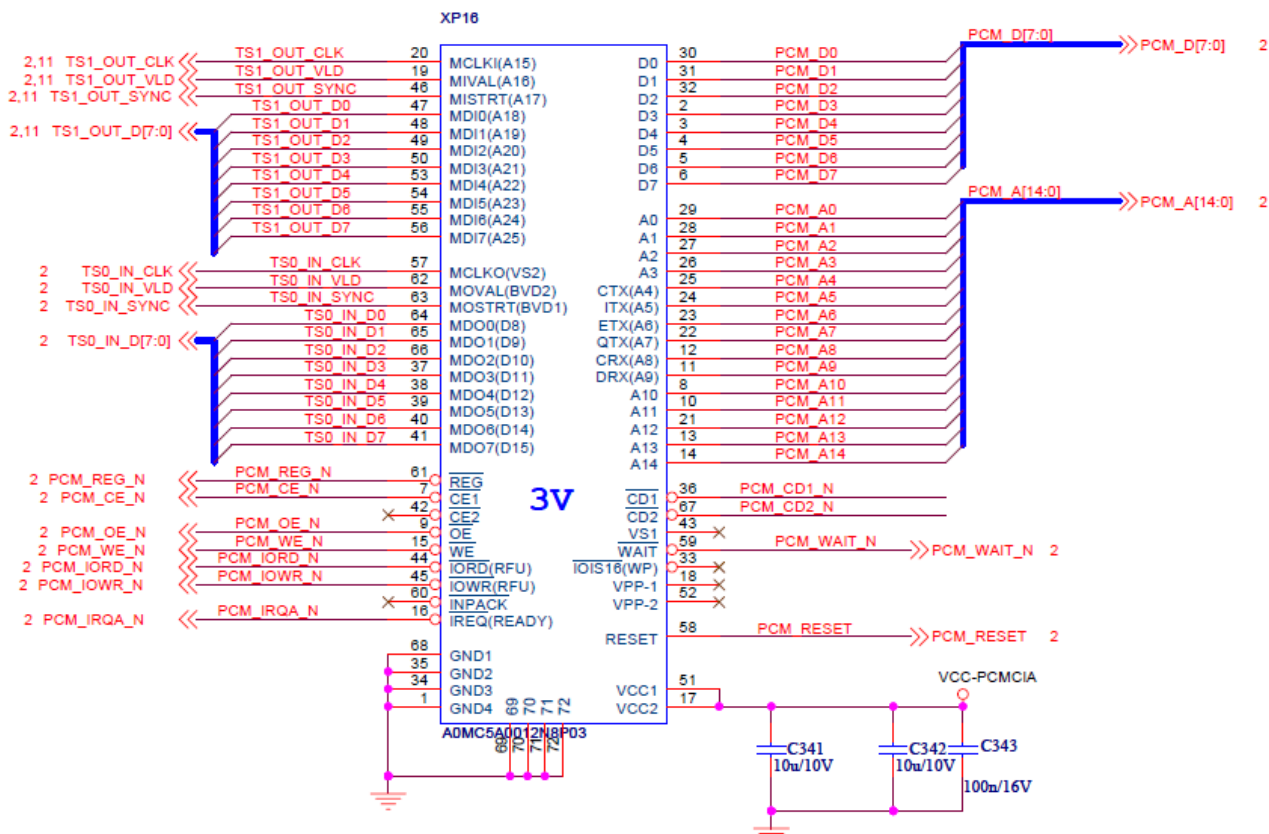 XP16
2,11 TS1_OUT_CLK TS1_OUT_CLK 20 MCLKI(A15) D0 30 PCM_D0 PCM_D[7:0] PCM_D[7:0] 2
2,11 TS1_OUT_VLD TS1_OUT_VLD 19 MIVAL(A16) D1 31 PCM_D1
2,11 TS1_OUT_SYNC TS1_OUT_SYNC 46 MISTRT(A17) D2 32 PCM_D2
TS1_OUT_D0 47 MDI0(A18) D3 2 PCM_D3
2,11 TS1_OUT_D[7:0] TS1_OUT_D1 48 MDI1(A19) D4 3 PCM_D4
TS1_OUT_D2 49 MDI2(A20) D5 4 PCM_D5
TS1_OUT_D3 50 MDI3(A21) D6 5 PCM_D6
TS1_OUT_D4 53 MDI4(A22) D7 6 PCM_D7
TS1_OUT_D5 54 MDI5(A23) PCM_A[14:0] PCM_A[14:0] 2
TS1_OUT_D6 55 MDI6(A24) A0 29 PCM_A0
TS1_OUT_D7 56 MDI7(A25) A1 28 PCM_A1
A2 27 PCM_A2
2 TS0_IN_CLK TS0_IN_CLK 57 MCLKO(VS2) A3 26 PCM_A3
2 TS0_IN_VLD TS0_IN_VLD 62 MOVAL(BVD2) CTX(A4) 25 PCM_A4
2 TS0_IN_SYNC TS0_IN_SYNC 63 MOSTRT(BVD1) ITX(A5) 24 PCM_A5
TS0_IN_D0 64 MDO0(D8) ETX(A6) 23 PCM_A6
2 TS0_IN_D[7:0] TS0_IN_D1 65 MDO1(D9) QTX(A7) 22 PCM_A7
TS0_IN_D2 66 MDO2(D10) CRX(A8) 12 PCM_A8
TS0_IN_D3 37 MDO3(D11) DRX(A9) 11 PCM_A9
TS0_IN_D4 38 MDO4(D12) A10 8 PCM_A10
TS0_IN_D5 39 MDO5(D13) A11 10 PCM_A11
TS0_IN_D6 40 MDO6(D14) A12 21 PCM_A12
TS0_IN_D7 41 MDO7(D15) A13 13 PCM_A13
A14 14 PCM_A14
2 PCM_REG_N PCM_REG_N 61 REG
2 PCM_CE_N PCM_CE_N 7 CE1 3V CD1 36 PCM_CD1_N
42 CE2 CD2 67 PCM_CD2_N
2 PCM_OE_N PCM_OE_N 9 OE VS1 43
2 PCM_WE_N PCM_WE_N 15 WE WAIT 59 PCM_WAIT_N PCM_WAIT_N 2
2 PCM_IORD_N PCM_IORD_N 44 IORD(RFU) IOIS16(WP) 33
2 PCM_IOWR_N PCM_IOWR_N 45 IOWR(RFU) VPP-1 18
60 INPACK VPP-2 52
2 PCM_IRQA_N PCM_IRQA_N 16 IREQ(READY)
RESET 58 PCM_RESET PCM_RESET 2
68 GND1
35 GND2
34 GND3 VCC1 51 VCC-PCMCIA
1 GND4 69 70 71 72 VCC2 17
A0MC5A0012N8P03
69 70 71 72
C341 C342 C343
10u/10V 10u/10V
100n/16V